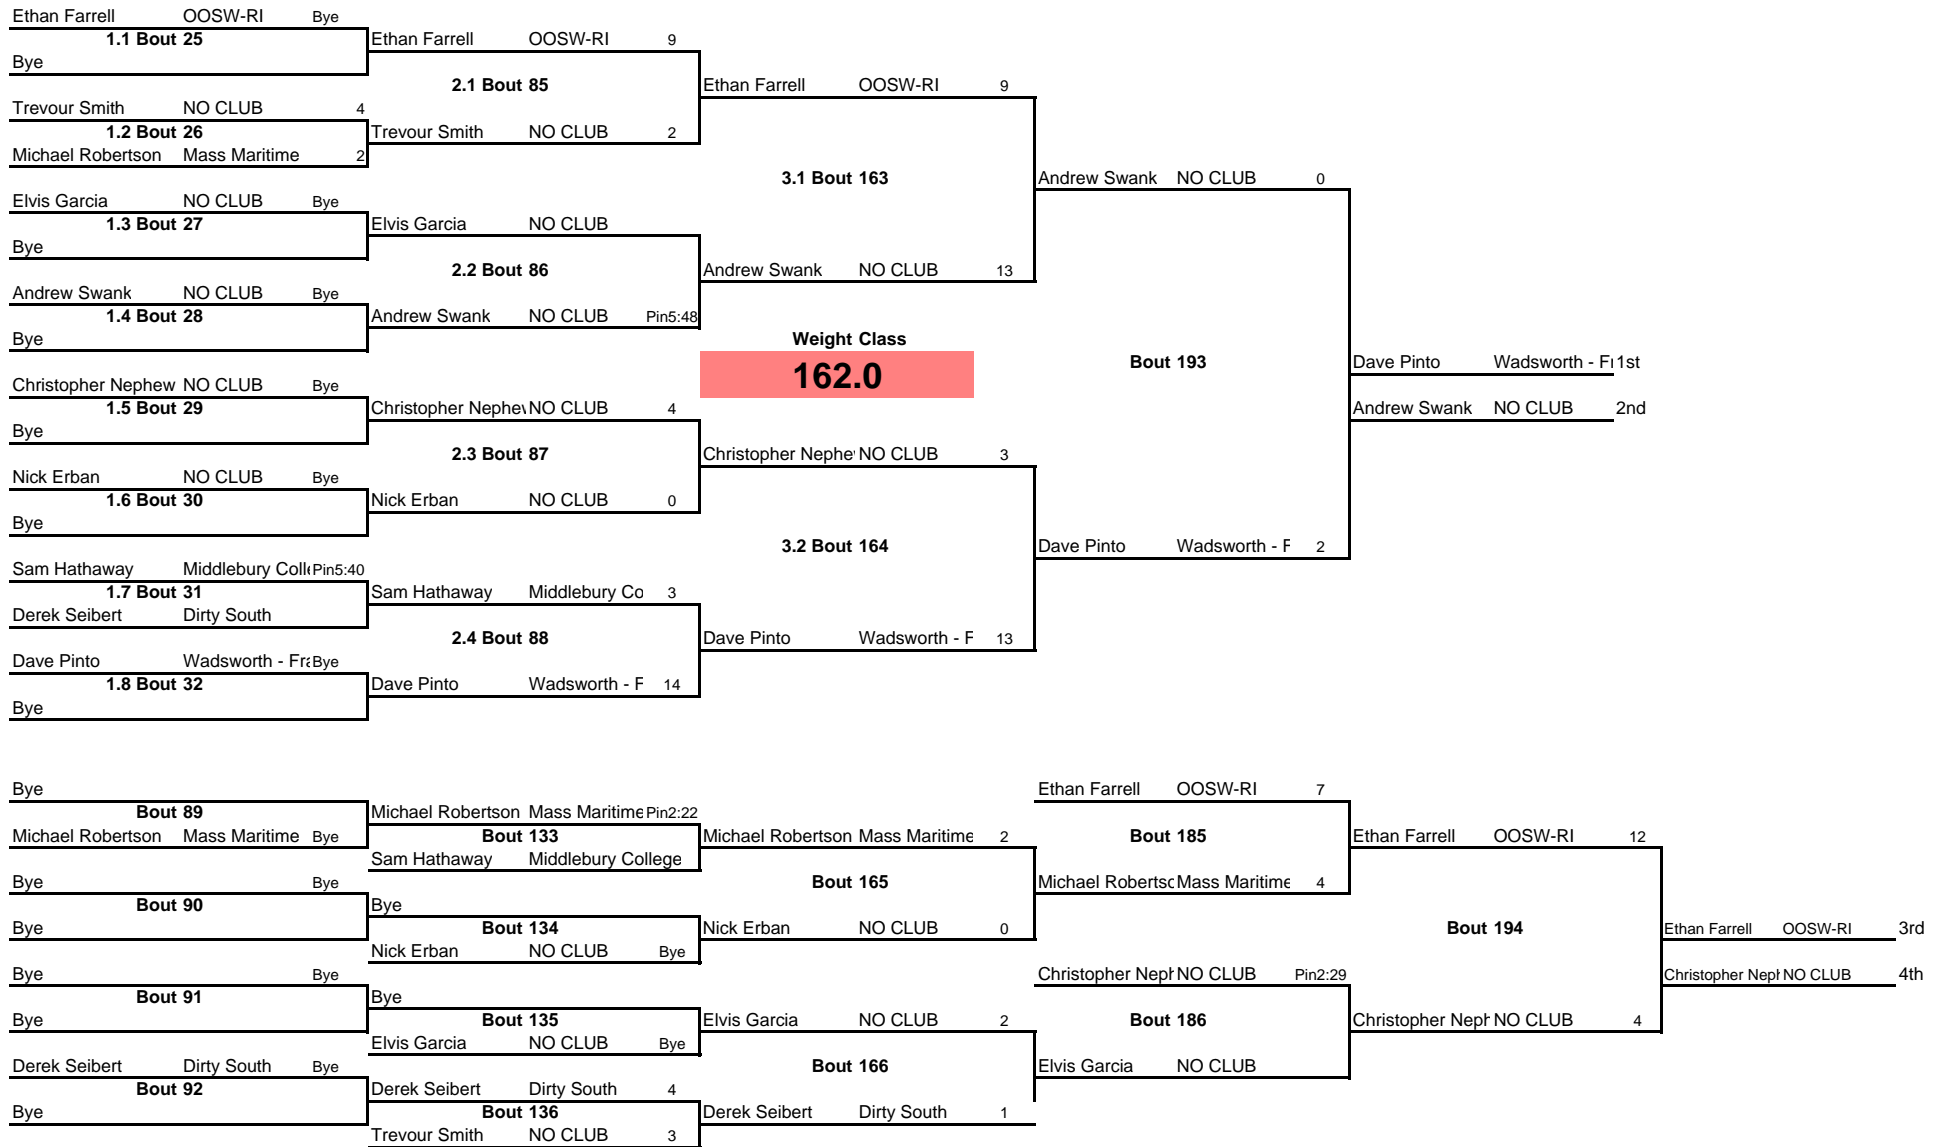 Ethan Farrell OOSW-RI Bye
1.1 Bout 25
Bye
Trevour Smith NO CLUB 4
1.2 Bout 26
Michael Robertson Mass Maritime 2
Elvis Garcia NO CLUB Bye
1.3 Bout 27
Bye
Andrew Swank NO CLUB Bye
1.4 Bout 28
Bye
Christopher Nephew NO CLUB Bye
1.5 Bout 29
Bye
Nick Erban NO CLUB Bye
1.6 Bout 30
Bye
Sam Hathaway Middlebury Coll Pin5:40
1.7 Bout 31
Derek Seibert Dirty South
Dave Pinto Wadsworth - Fra Bye
1.8 Bout 32
Bye
Ethan Farrell OOSW-RI 9
2.1 Bout 85
Trevour Smith NO CLUB 2
Elvis Garcia NO CLUB
2.2 Bout 86
Andrew Swank NO CLUB Pin5:48
Christopher Nephew NO CLUB 4
2.3 Bout 87
Nick Erban NO CLUB 0
Sam Hathaway Middlebury Co 3
2.4 Bout 88
Dave Pinto Wadsworth - F 14
Ethan Farrell OOSW-RI 9
3.1 Bout 163
Andrew Swank NO CLUB 13
Weight Class
162.0
Christopher Nephe NO CLUB 3
3.2 Bout 164
Dave Pinto Wadsworth - F 13
Andrew Swank NO CLUB 0
Bout 193
Dave Pinto Wadsworth - F 2
Dave Pinto Wadsworth - Fr 1st
Andrew Swank NO CLUB 2nd
Bye
Bout 89
Michael Robertson Mass Maritime Bye
Bye Bye
Bout 90
Bye
Bye Bye
Bout 91
Bye
Derek Seibert Dirty South Bye
Bout 92
Bye
Michael Robertson Mass Maritime Pin2:22
Bout 133
Sam Hathaway Middlebury College
Bye
Bout 134
Nick Erban NO CLUB Bye
Bye
Bout 135
Elvis Garcia NO CLUB Bye
Derek Seibert Dirty South 4
Bout 136
Trevour Smith NO CLUB 3
Michael Robertson Mass Maritime 2
Bout 165
Nick Erban NO CLUB 0
Elvis Garcia NO CLUB 2
Bout 166
Derek Seibert Dirty South 1
Ethan Farrell OOSW-RI 7
Bout 185
Michael Robertsc Mass Maritime 4
Christopher Neph NO CLUB Pin2:29
Bout 186
Elvis Garcia NO CLUB
Ethan Farrell OOSW-RI 12
Bout 194
Christopher Neph NO CLUB 4
Ethan Farrell OOSW-RI 3rd
Christopher Neph NO CLUB 4th